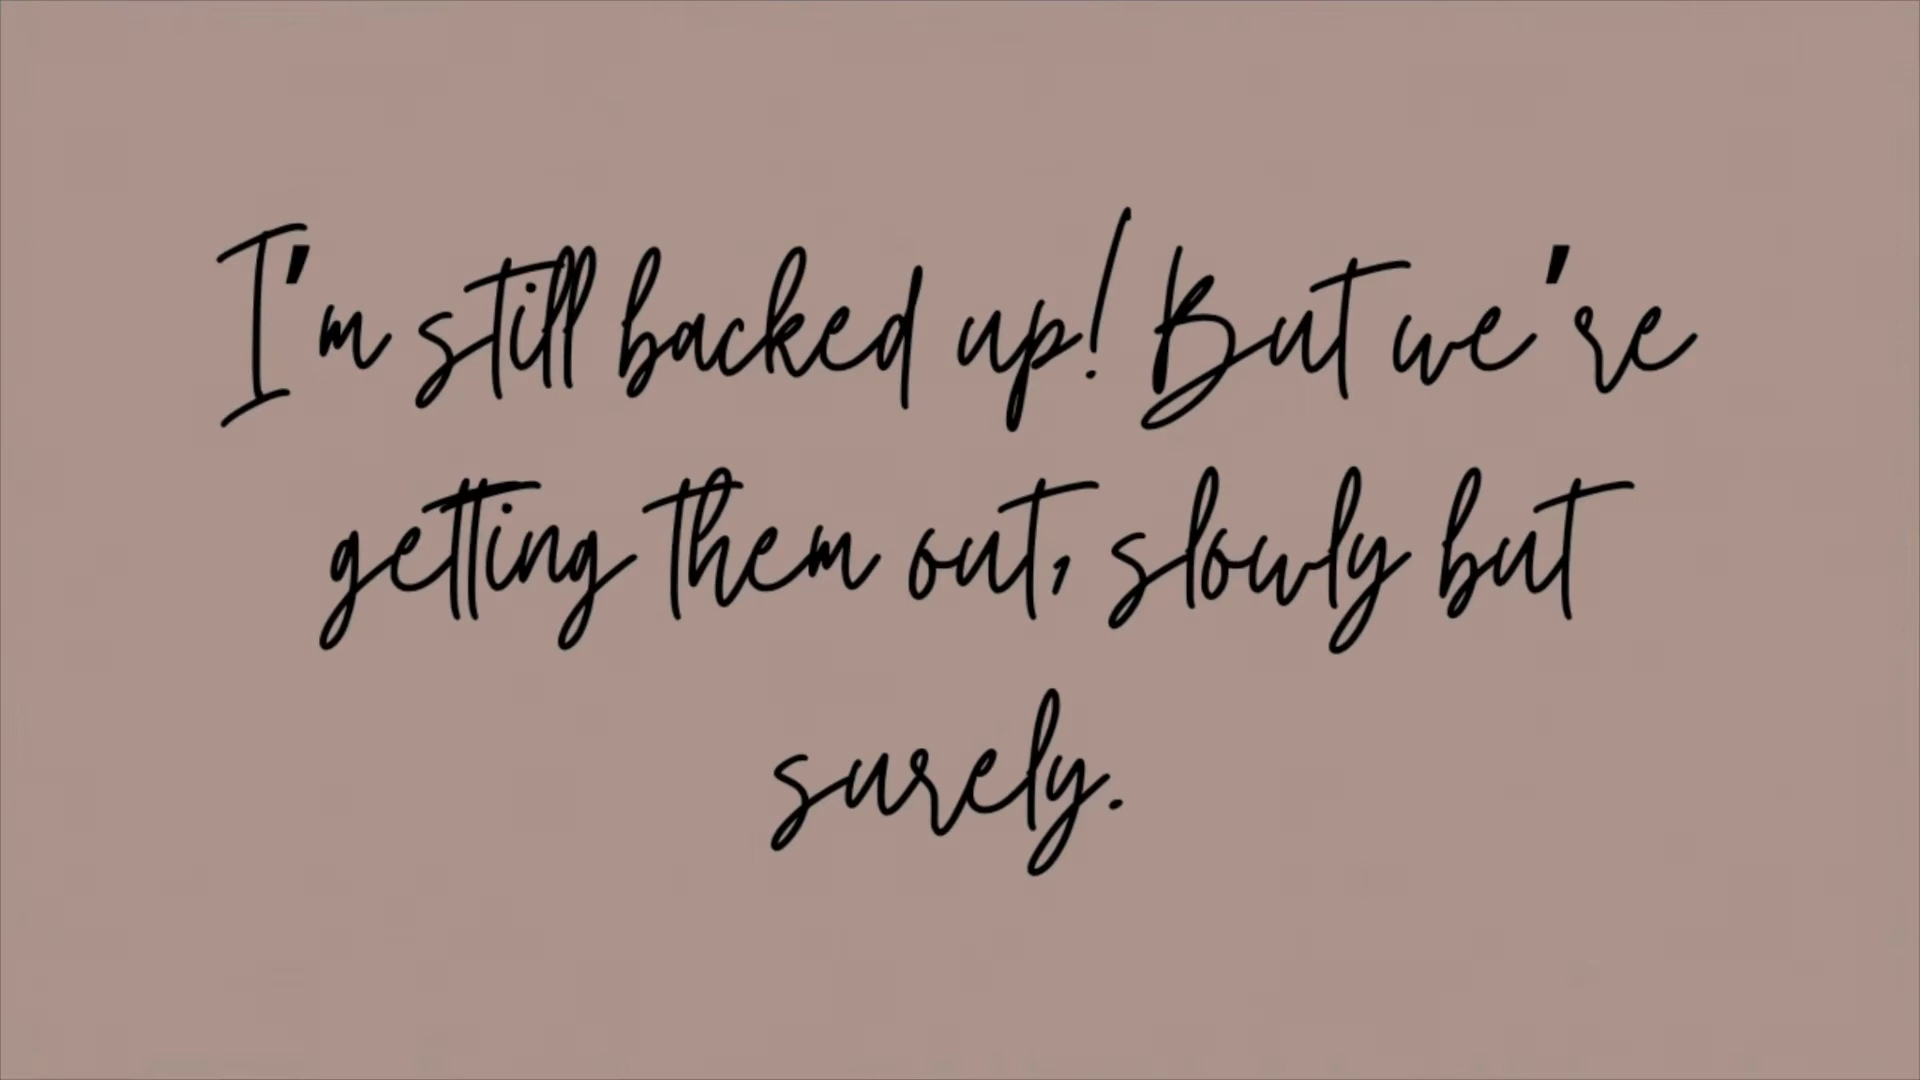 I'm still backed up! But we're
getting them out, slowly but
surely.